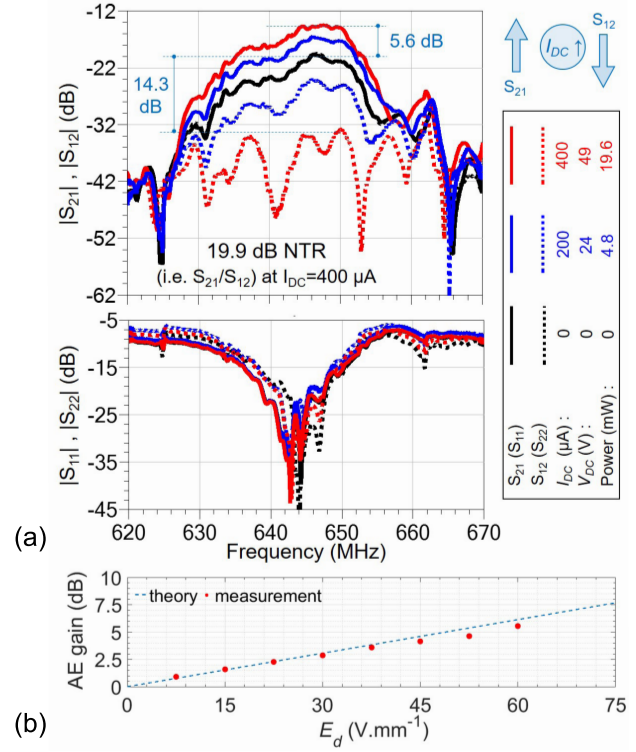 (a)
|S21| , |S12| (dB)
-12
-22
-32
-42
-52
-62
5.6 dB
14.3
dB
19.9 dB NTR
(i.e. S21/S12) at IDC=400 µA
S12
IDC ↑
S21
|S11| , |S22| (dB)
-5
-15
-25
-35
-45
620 630 640 650 660 670
Frequency (MHz)
S21 (S11)
S12 (S22)
IDC (µA) : 0 200 400
VDC (V) : 0 24 49
Power (mW) : 0 4.8 19.6
(b)
AE gain (dB)
10
7.5
5
2.5
0
theory measurement
0 15 30 45 60 75
Ed (V.mm⁻¹)